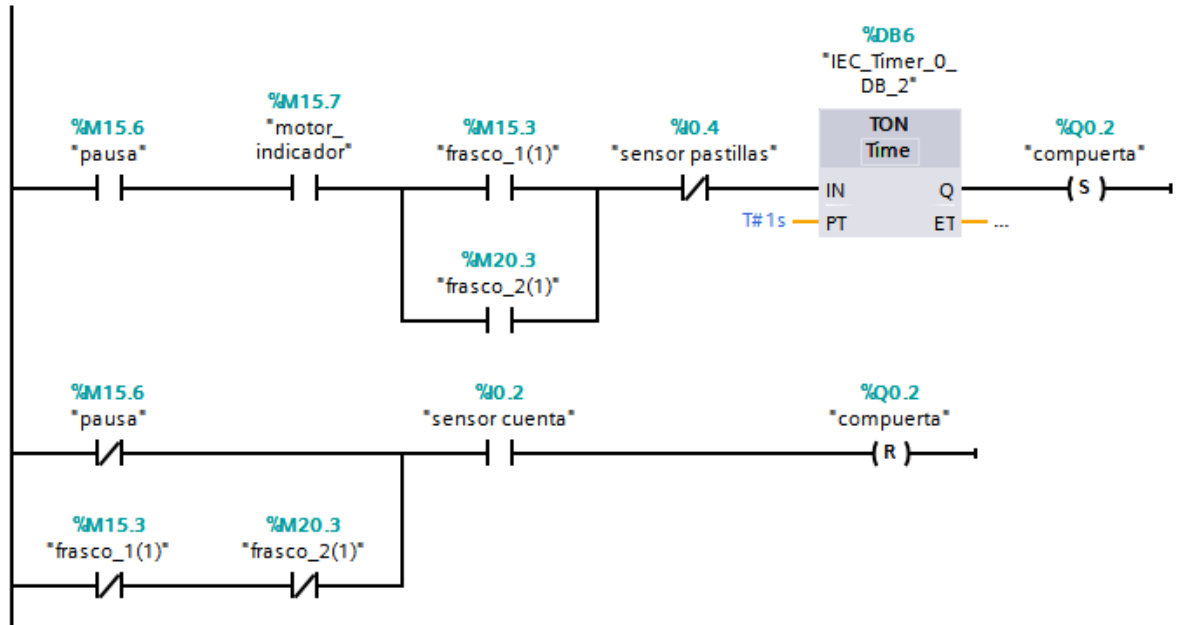 %DB6
"IEC_Timer_0_
DB_2"
%M15.6
"pausa"
%M15.7
"motor_
indicador"
%M15.3
"frasco_1(1)"
%I0.4
"sensor pastillas"
TON
Time
%Q0.2
"compuerta"
IN
Q
S
T#1s
PT
ET
...
%M20.3
"frasco_2(1)"
%M15.6
"pausa"
%I0.2
"sensor cuenta"
%Q0.2
"compuerta"
R
%M15.3
"frasco_1(1)"
%M20.3
"frasco_2(1)"